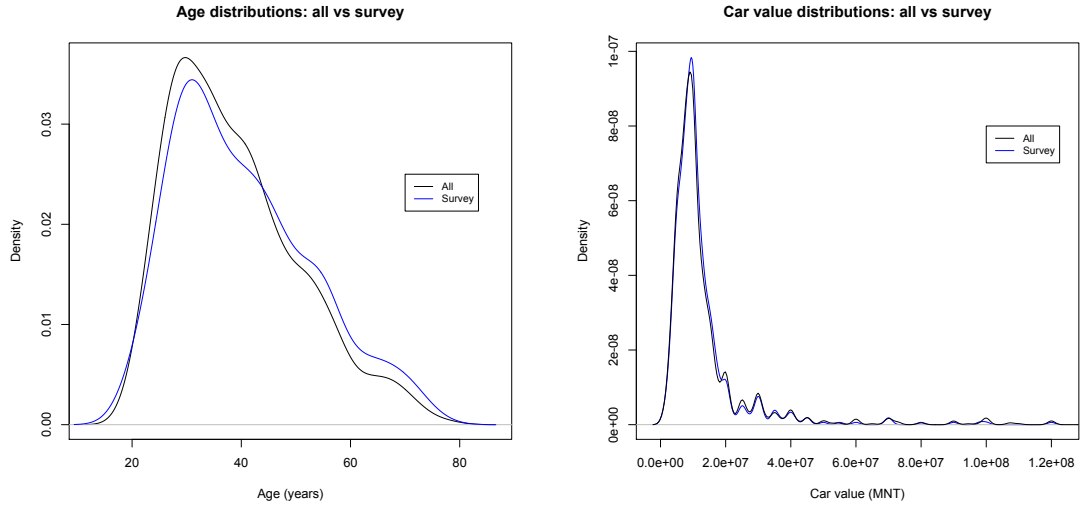 Age distributions: all vs survey
Density
0.00
0.01
0.02
0.03
All
Survey
20
40
60
80
Age (years)
Car value distributions: all vs survey
Density
0e+00
2e-08
4e-08
6e-08
8e-08
1e-07
All
Survey
0.0e+00
2.0e+07
4.0e+07
6.0e+07
8.0e+07
1.0e+08
1.2e+08
Car value (MNT)